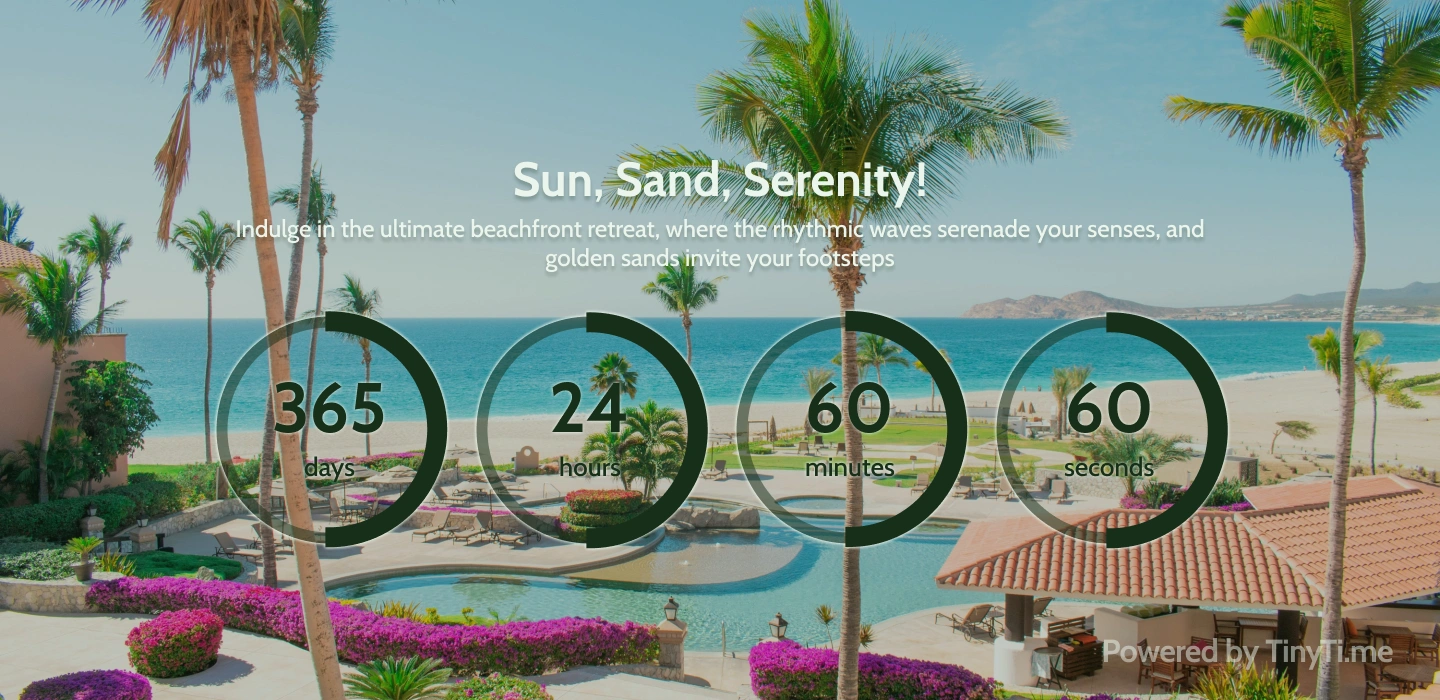 Sun, Sand, Serenity!
Indulge in the ultimate beachfront retreat, where the rhythmic waves serenade your senses, and
golden sands invite your footsteps
365 24 60 60
days hours minutes seconds
Powered by TinyTi.me